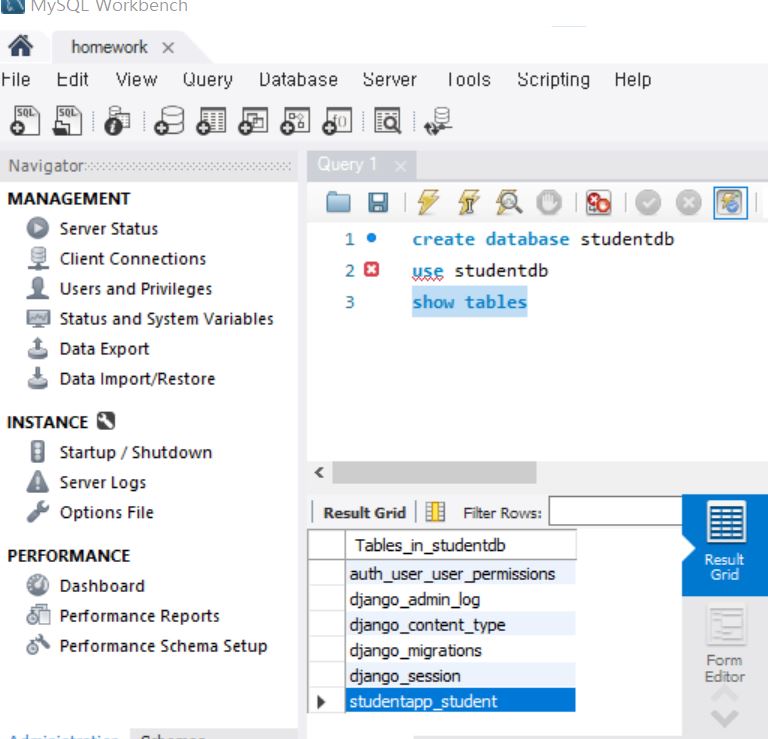 MySQL Workbench
homework
File Edit View Query Database Server Tools Scripting Help
Navigator
MANAGEMENT
Server Status
Client Connections
Users and Privileges
Status and System Variables
Data Export
Data Import/Restore
INSTANCE
Startup / Shutdown
Server Logs
Options File
PERFORMANCE
Dashboard
Performance Reports
Performance Schema Setup
Administration Schemas
Query 1
1 create database studentdb
2 use studentdb
3 show tables
Result Grid Filter Rows:
Tables_in_studentdb
auth_user_user_permissions
django_admin_log
django_content_type
django_migrations
django_session
studentapp_student
Result
Grid
Form
Editor